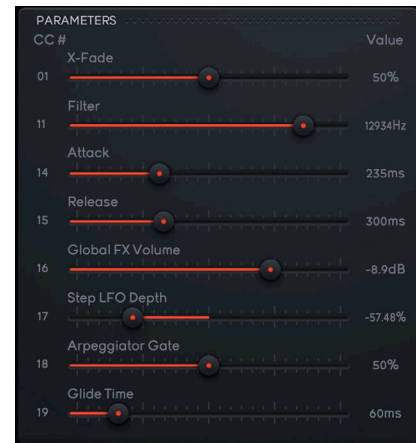 PARAMETERS
CC # Value
X-Fade
01 50%
Filter
11 12934Hz
Attack
14 235ms
Release
15 300ms
Global FX Volume
16 -8.9dB
Step LFO Depth
17 -57.48%
Arpeggiator Gate
18 50%
Glide Time
19 60ms